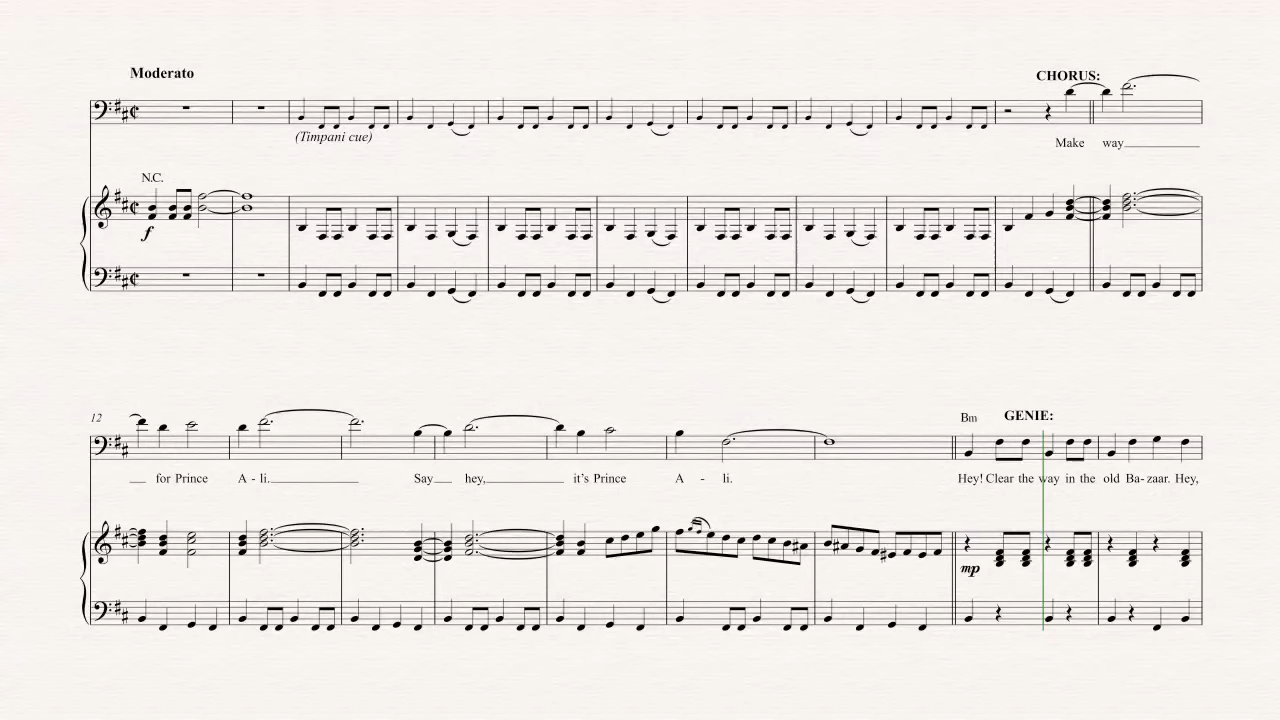 Moderato
CHORUS:
(Timpani cue)
Make way
N.C.
f
12
Bm GENIE:
for Prince A - li. Say hey, it's Prince A - li. Hey! Clear the way in the old Ba - zaar. Hey,
mp